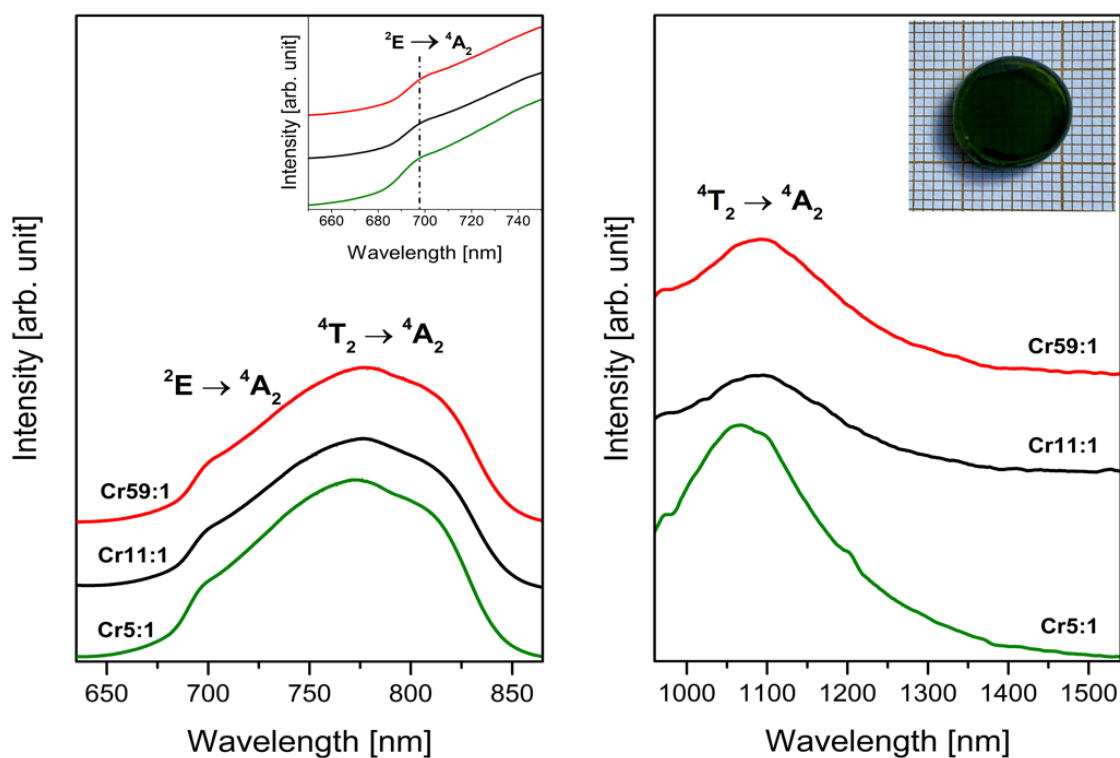 ²E → ⁴A₂
Intensity [arb. unit]
660 680 700 720 740
Wavelength [nm]
⁴T₂ → ⁴A₂
²E → ⁴A₂
Cr59:1
Cr11:1
Cr5:1
Intensity [arb. unit]
650 700 750 800 850
Wavelength [nm]
⁴T₂ → ⁴A₂
Cr59:1
Cr11:1
Cr5:1
Intensity [arb. unit]
1000 1100 1200 1300 1400 1500
Wavelength [nm]